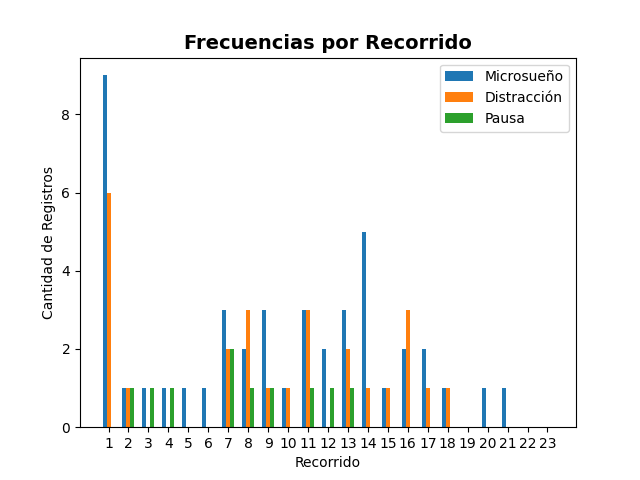 Frecuencias por Recorrido
Microsueño
Distracción
Pausa
Cantidad de Registros
8
6
4
2
0
1 2 3 4 5 6 7 8 9 10 11 12 13 14 15 16 17 18 19 20 21 22 23
Recorrido